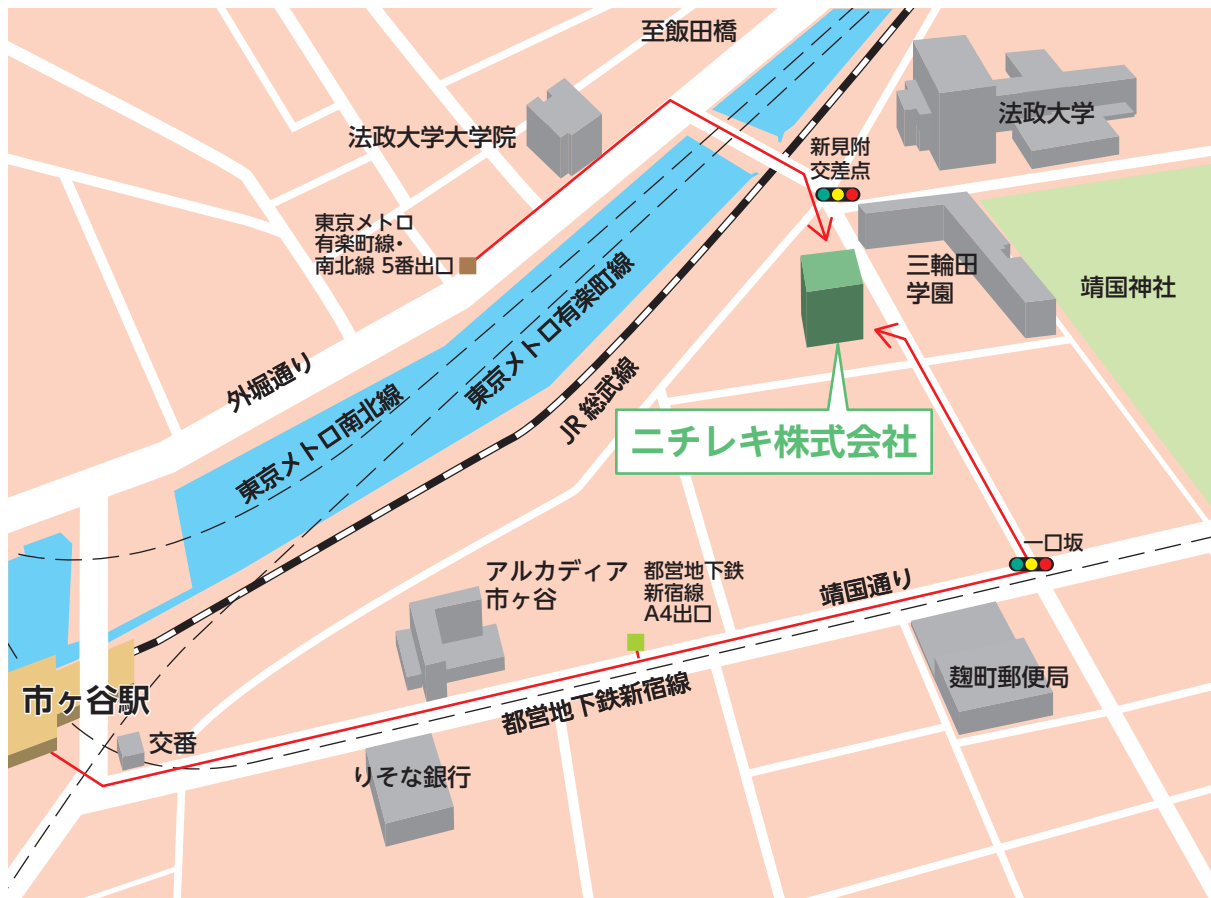 至飯田橋
法政大学大学院
法政大学
新見附
交差点
東京メトロ
有楽町線・
南北線 5番出口
三輪田
学園
靖国神社
外堀通り
東京メトロ有楽町線
東京メトロ南北線
JR 総武線
ニチレキ株式会社
一口坂
アルカディア
市ヶ谷
都営地下鉄
新宿線
A4出口
靖国通り
麹町郵便局
都営地下鉄新宿線
市ヶ谷駅
交番
りそな銀行